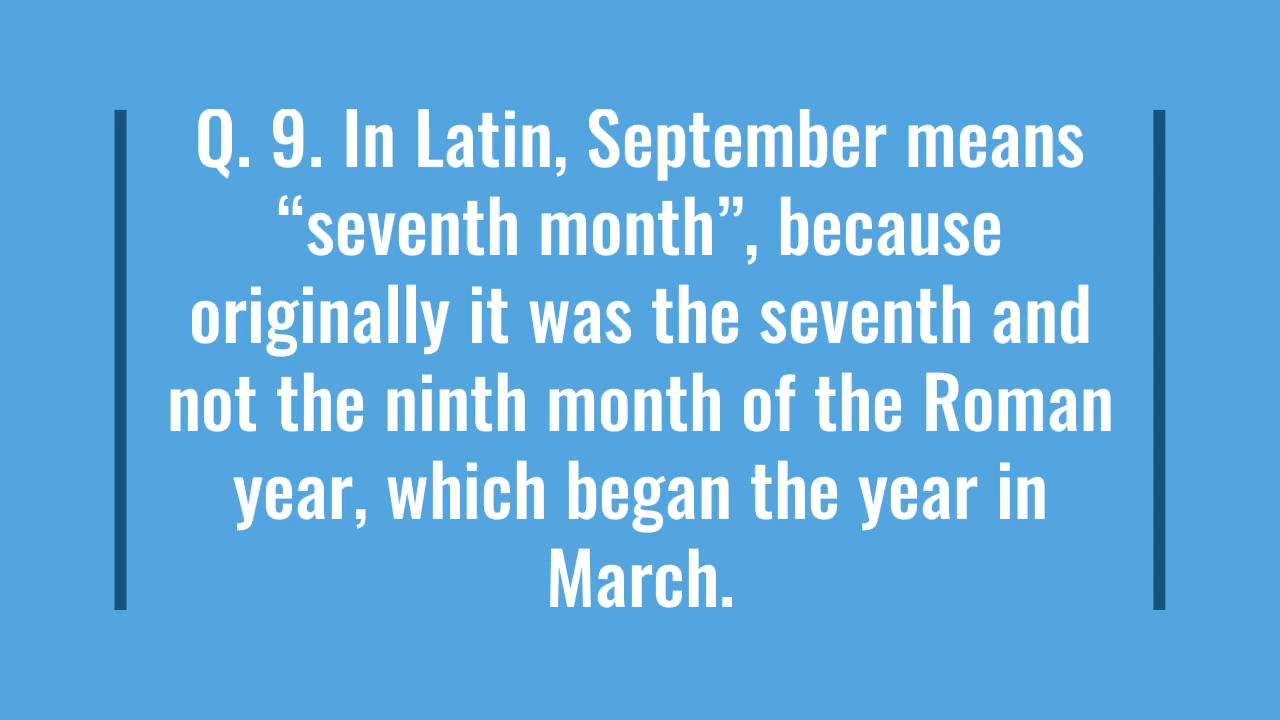 Q. 9. In Latin, September means
“seventh month”, because
originally it was the seventh and
not the ninth month of the Roman
year, which began the year in
March.